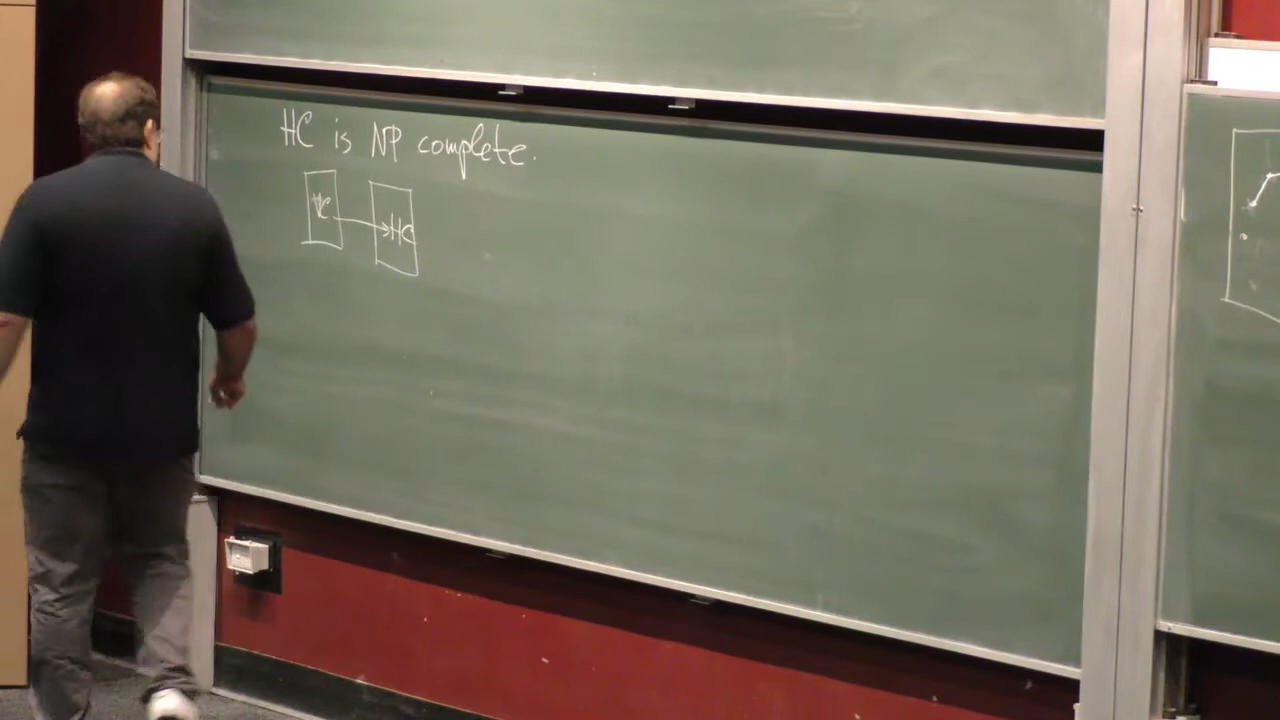 HC is NP complete.
VC → HC